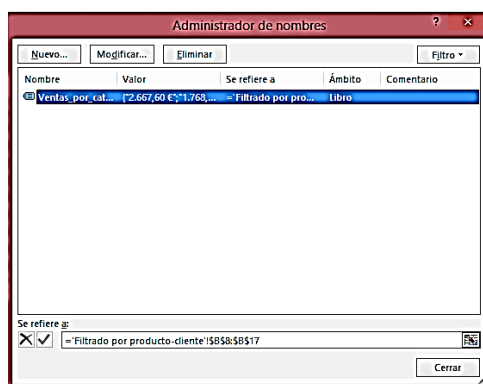 Administrador de nombres
? ×
Nuevo... Modificar... Eliminar Filtro
Nombre Valor Se refiere a Ámbito Comentario
Ventas_por_cat... {"2.667,60 €";"1.768,... ='Filtrado por pro... Libro
Se refiere a:
='Filtrado por producto-cliente'!$B$8:$B$17
Cerrar